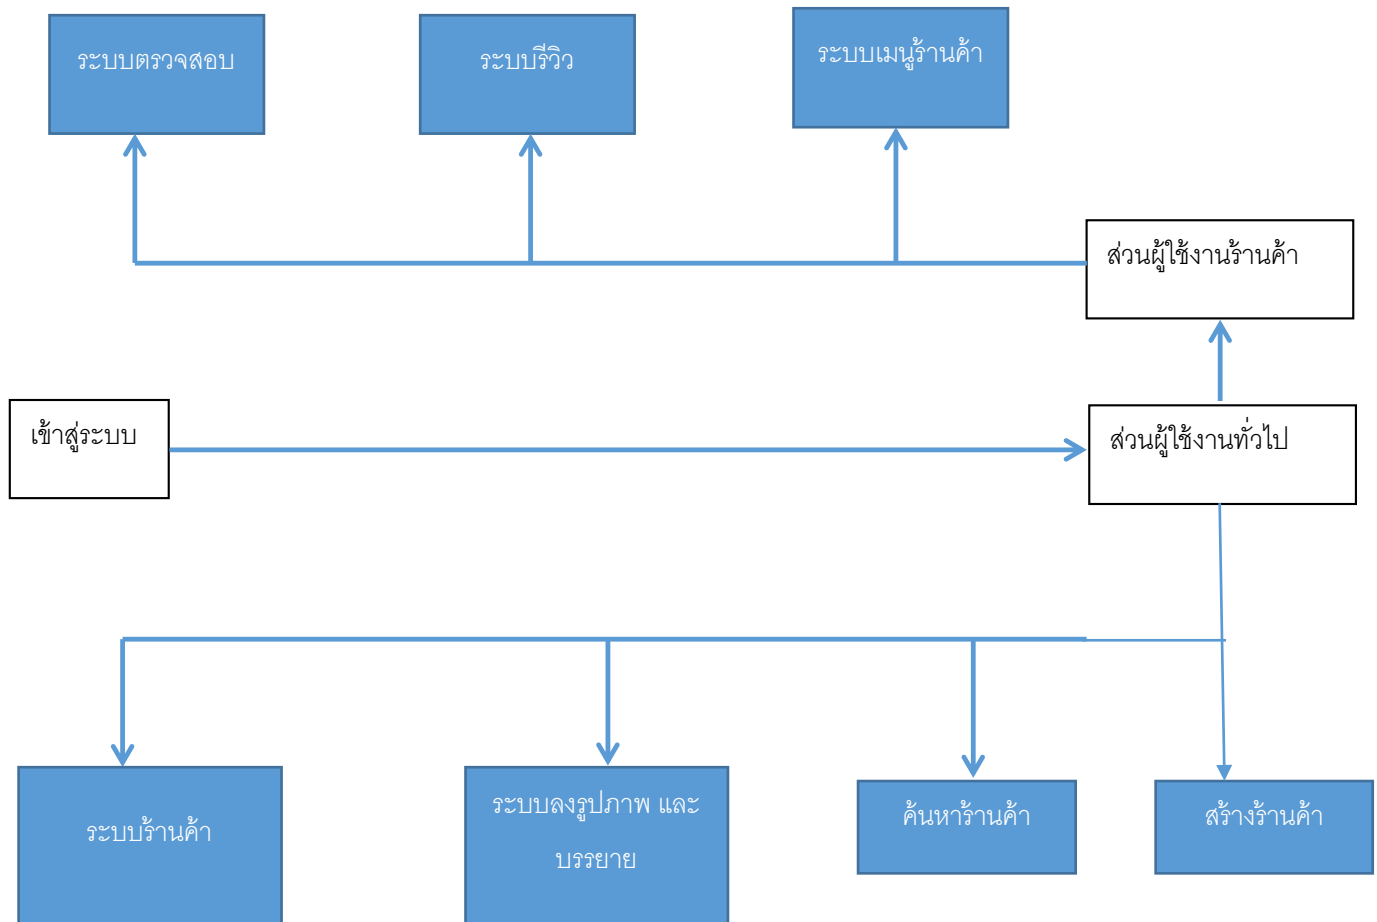 ระบบตรวจสอบ
ระบบรีวิว
ระบบเมนูร้านค้า
ส่วนผู้ใช้งานร้านค้า
เข้าสู่ระบบ
ส่วนผู้ใช้งานทั่วไป
ระบบร้านค้า
ระบบลงรูปภาพ และ
บรรยาย
ค้นหาร้านค้า
สร้างร้านค้า